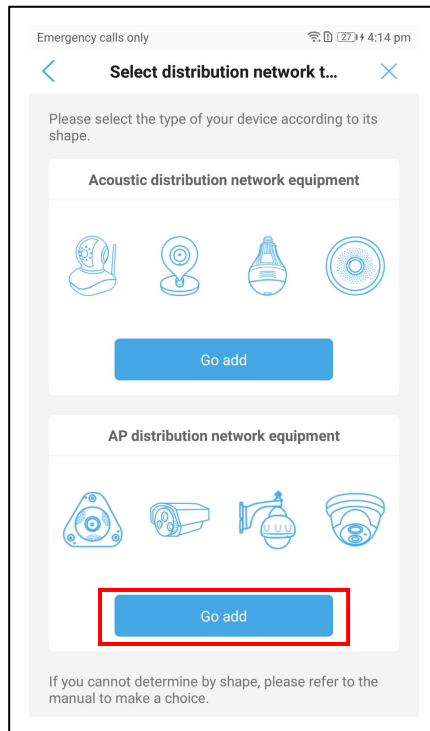 Emergency calls only 27 4:14 pm
Select distribution network t...
Please select the type of your device according to its
shape.
Acoustic distribution network equipment
Go add
AP distribution network equipment
Go add
If you cannot determine by shape, please refer to the
manual to make a choice.